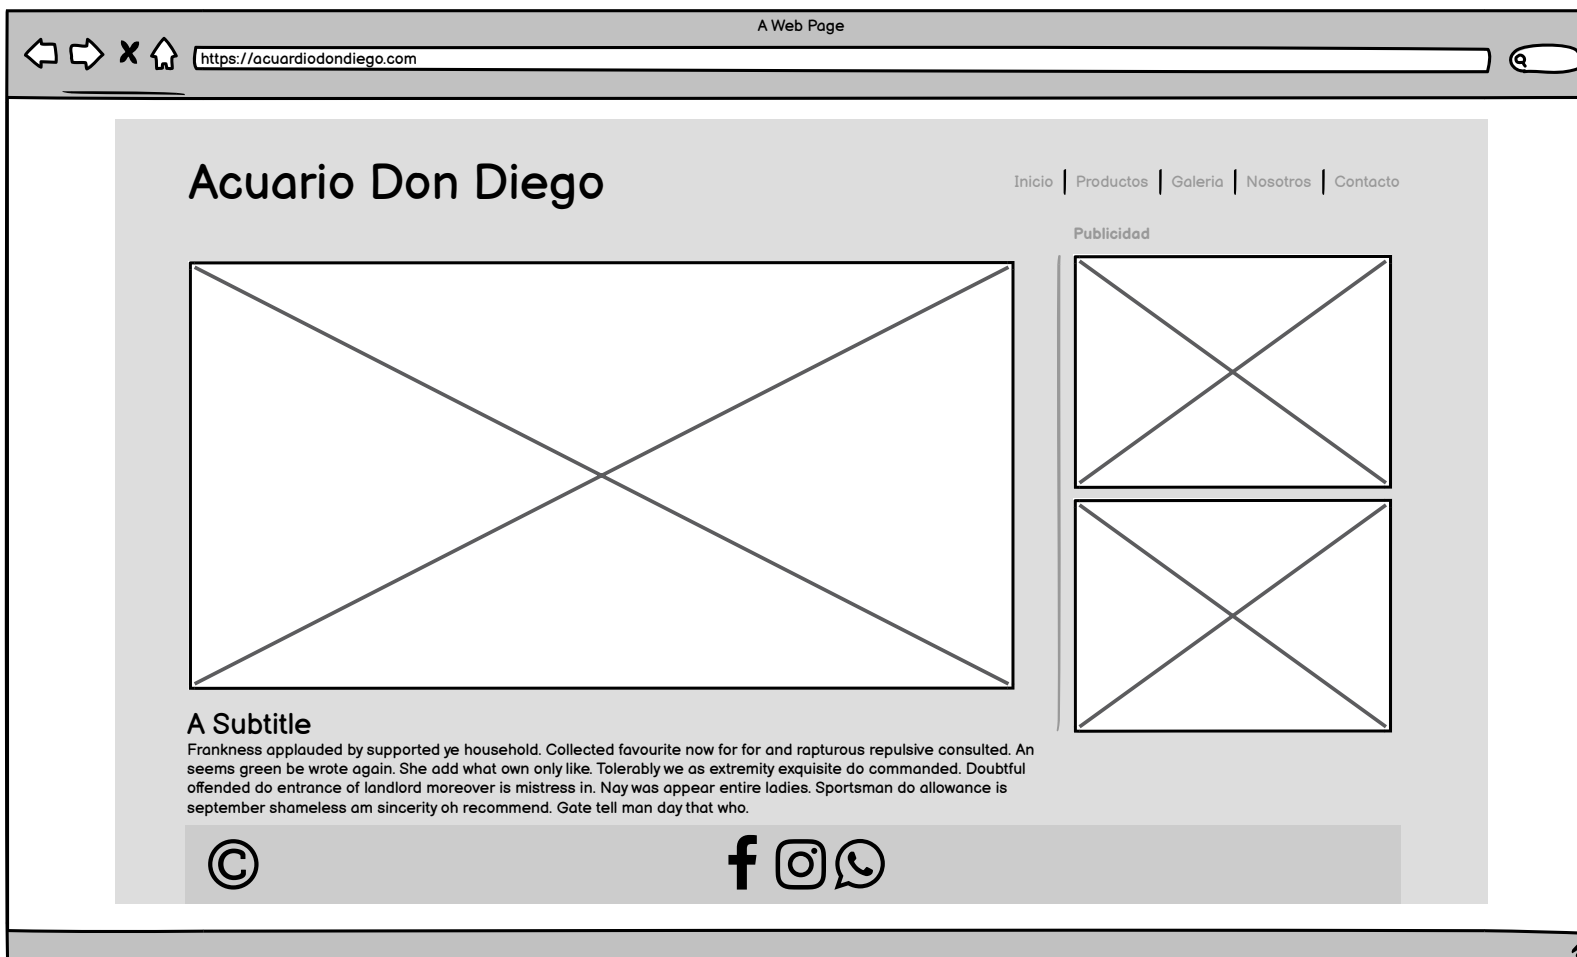 A Web Page
https://acuardiodondiego.com
Acuario Don Diego
Inicio | Productos | Galeria | Nosotros | Contacto
Publicidad
A Subtitle
Frankness applauded by supported ye household. Collected favourite now for for and rapturous repulsive consulted. An
seems green be wrote again. She add what own only like. Tolerably we as extremity exquisite do commanded. Doubtful
offended do entrance of landlord moreover is mistress in. Nay was appear entire ladies. Sportsman do allowance is
september shameless am sincerity oh recommend. Gate tell man day that who.
©